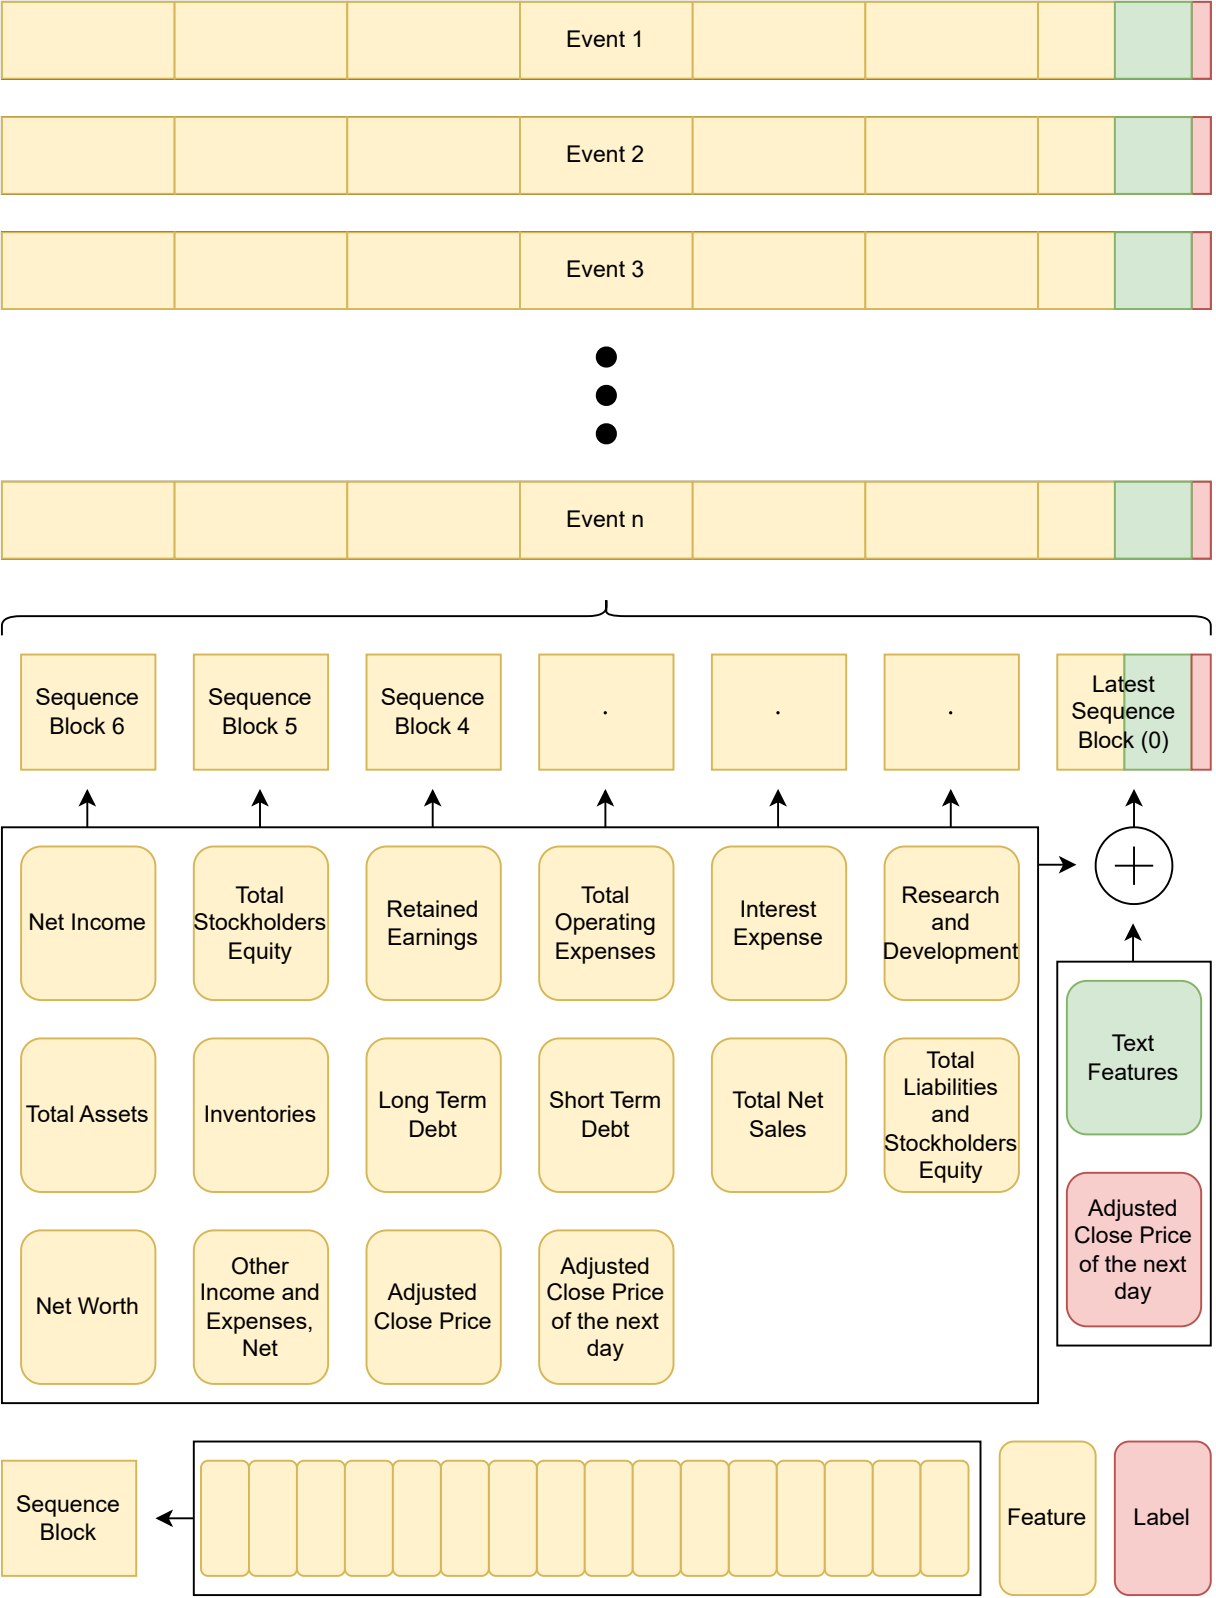 Event 1
Event 2
Event 3
Event n
Sequence
Block 6
Sequence
Block 5
Sequence
Block 4
.
.
.
Latest
Sequence
Block (0)
Net Income
Total
Stockholders
Equity
Retained
Earnings
Total
Operating
Expenses
Interest
Expense
Research
and
Development
Total Assets
Inventories
Long Term
Debt
Short Term
Debt
Total Net
Sales
Total
Liabilities
and
Stockholders
Equity
Net Worth
Other
Income and
Expenses,
Net
Adjusted
Close Price
Adjusted
Close Price
of the next
day
Text
Features
Adjusted
Close Price
of the next
day
Sequence
Block
Feature
Label